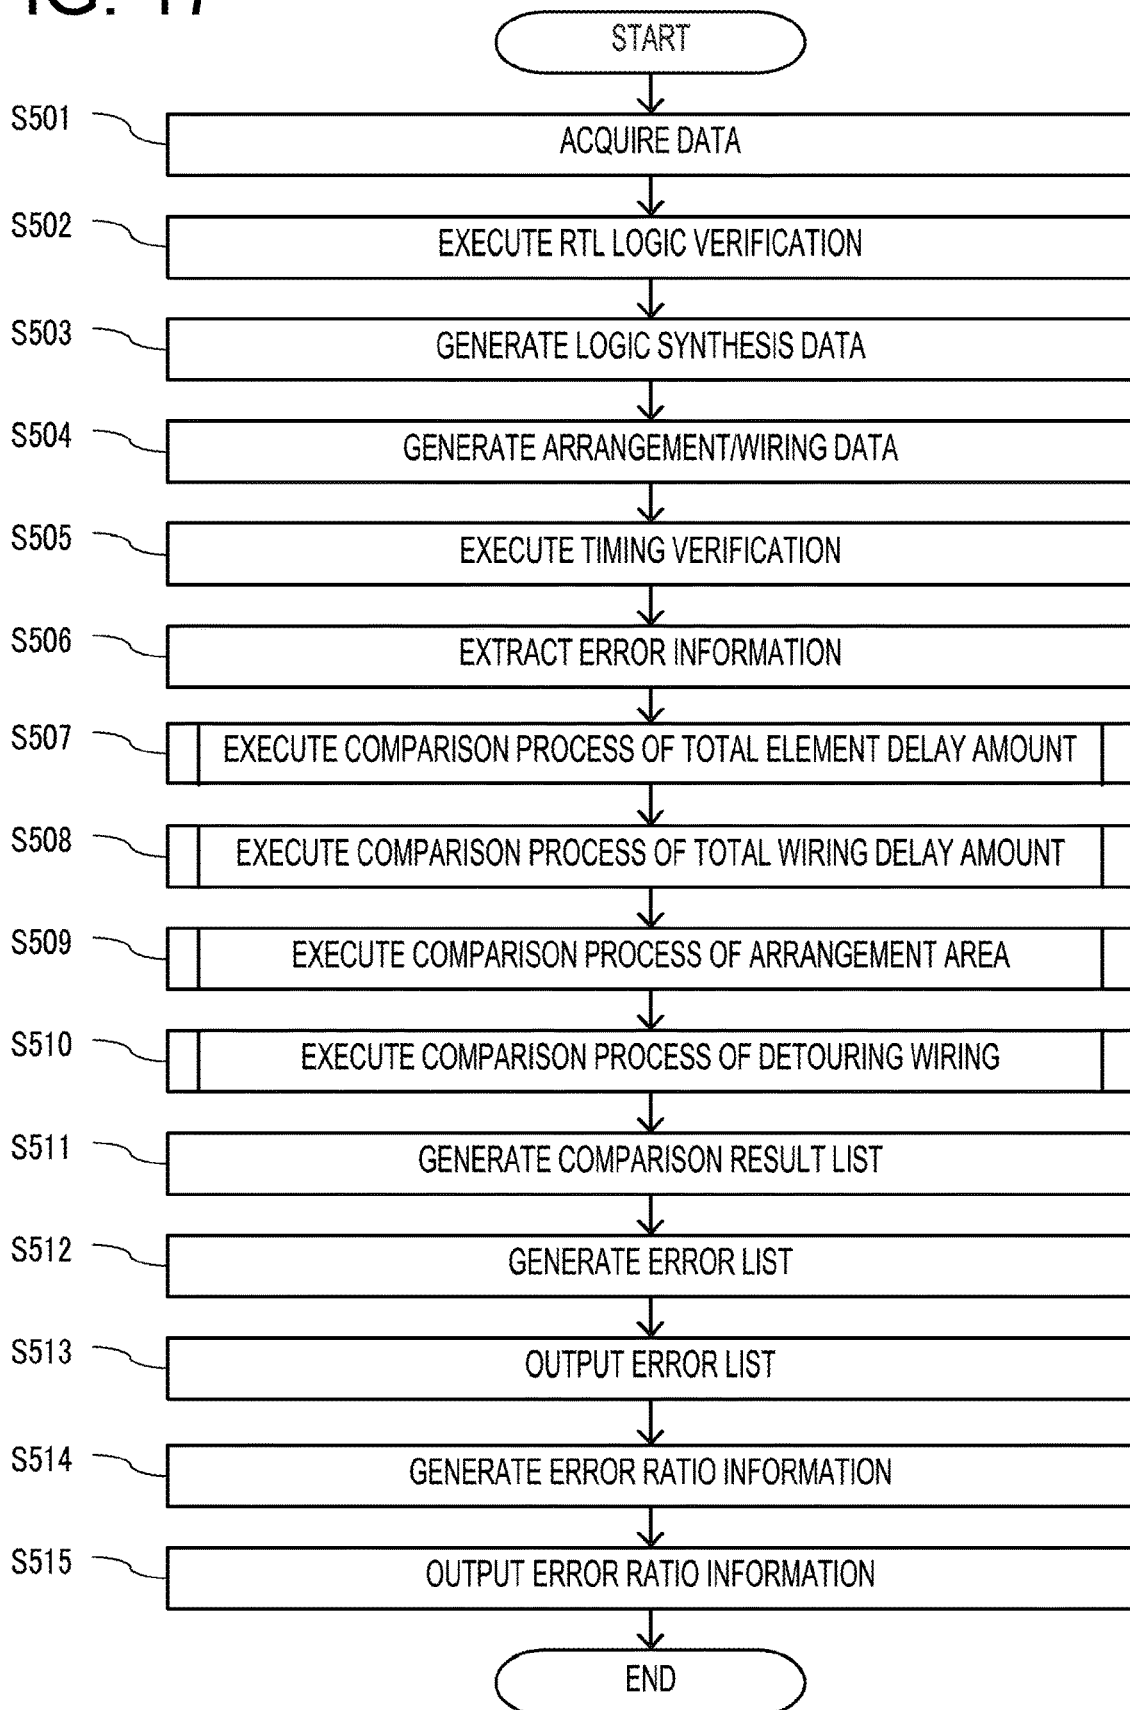 FIG. 17
START
S501
ACQUIRE DATA
S502
EXECUTE RTL LOGIC VERIFICATION
S503
GENERATE LOGIC SYNTHESIS DATA
S504
GENERATE ARRANGEMENT/WIRING DATA
S505
EXECUTE TIMING VERIFICATION
S506
EXTRACT ERROR INFORMATION
S507
EXECUTE COMPARISON PROCESS OF TOTAL ELEMENT DELAY AMOUNT
S508
EXECUTE COMPARISON PROCESS OF TOTAL WIRING DELAY AMOUNT
S509
EXECUTE COMPARISON PROCESS OF ARRANGEMENT AREA
S510
EXECUTE COMPARISON PROCESS OF DETOURING WIRING
S511
GENERATE COMPARISON RESULT LIST
S512
GENERATE ERROR LIST
S513
OUTPUT ERROR LIST
S514
GENERATE ERROR RATIO INFORMATION
S515
OUTPUT ERROR RATIO INFORMATION
END